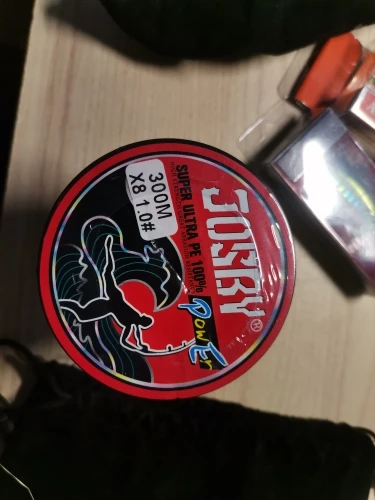 JOSBY
SUPER ULTRA PE 100%
POWER
300M
X8 1.0#